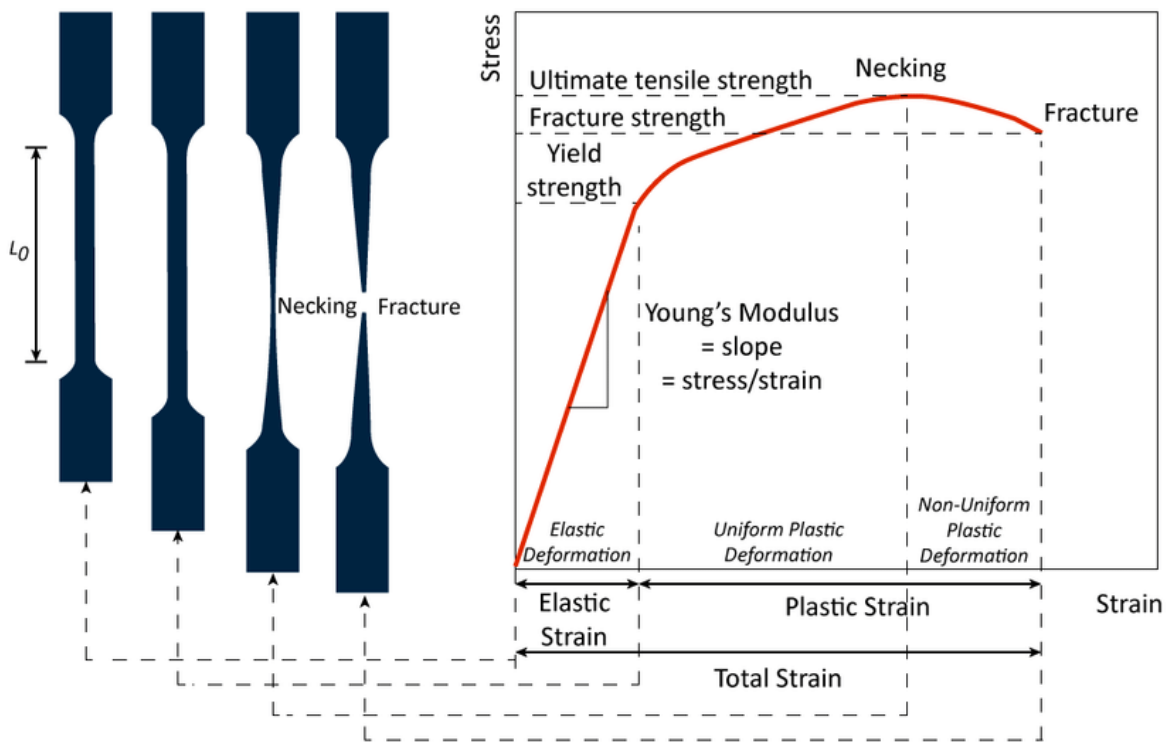 L0
Necking
Fracture
Stress
Ultimate tensile strength
Necking
Fracture strength
Fracture
Yield
strength
Young’s Modulus
= slope
= stress/strain
Elastic
Deformation
Uniform Plastic
Deformation
Non-Uniform
Plastic
Deformation
Elastic
Strain
Plastic Strain
Strain
Total Strain